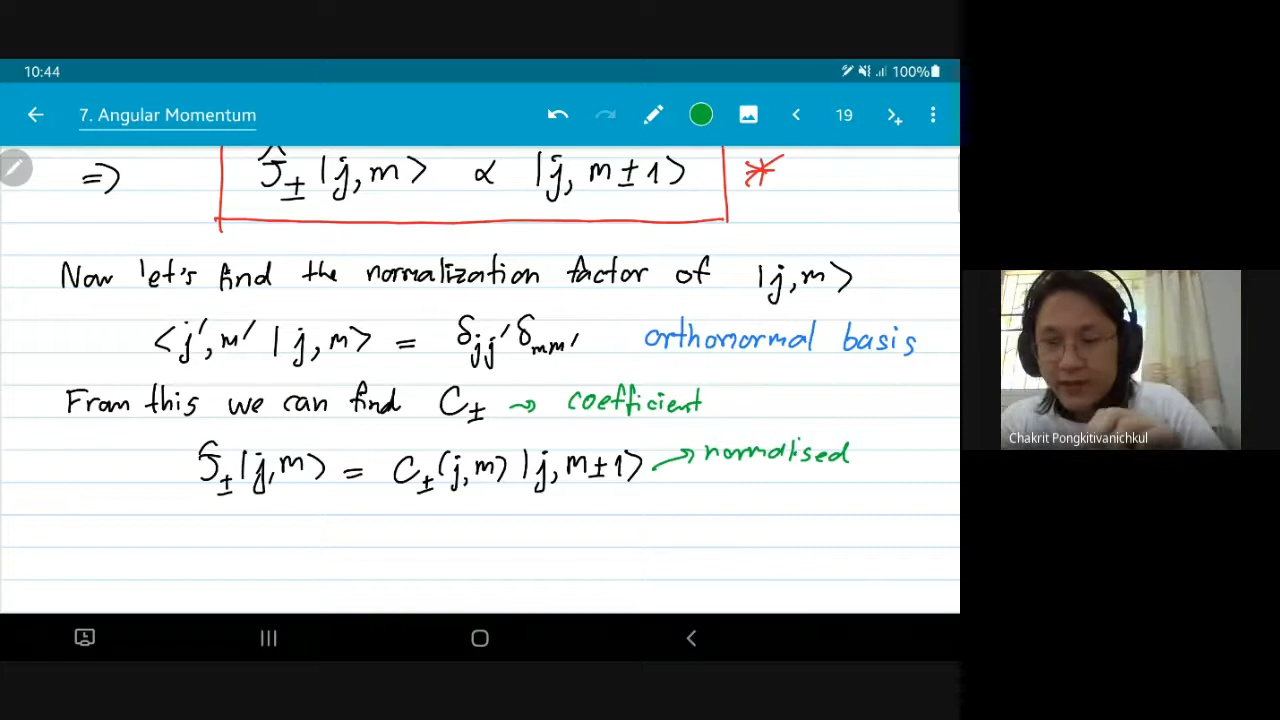 10:44 100%
7. Angular Momentum 19
=> Ĵ± |j,m> ∝ |j, m±1> *
Now let's find the normalization factor of |j,m>
<j',m' | j,m> = δjj' δmm' orthonormal basis
From this we can find C± → coefficient
Ĵ±|j,m> = C±(j,m) |j, m±1> → normalised
Chakrit Pongkitivanichkul